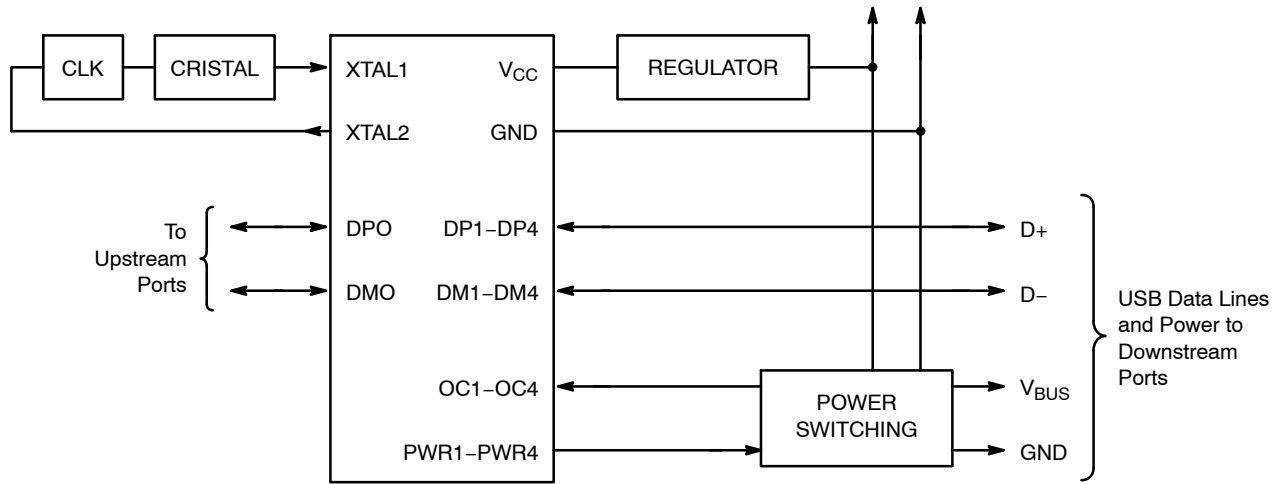 CLK
CRISTAL
XTAL1
VCC
REGULATOR
XTAL2
GND
To
Upstream
Ports
DPO
DP1−DP4
D+
DMO
DM1−DM4
D−
USB Data Lines
and Power to
Downstream
Ports
OC1−OC4
POWER
SWITCHING
VBUS
PWR1−PWR4
GND